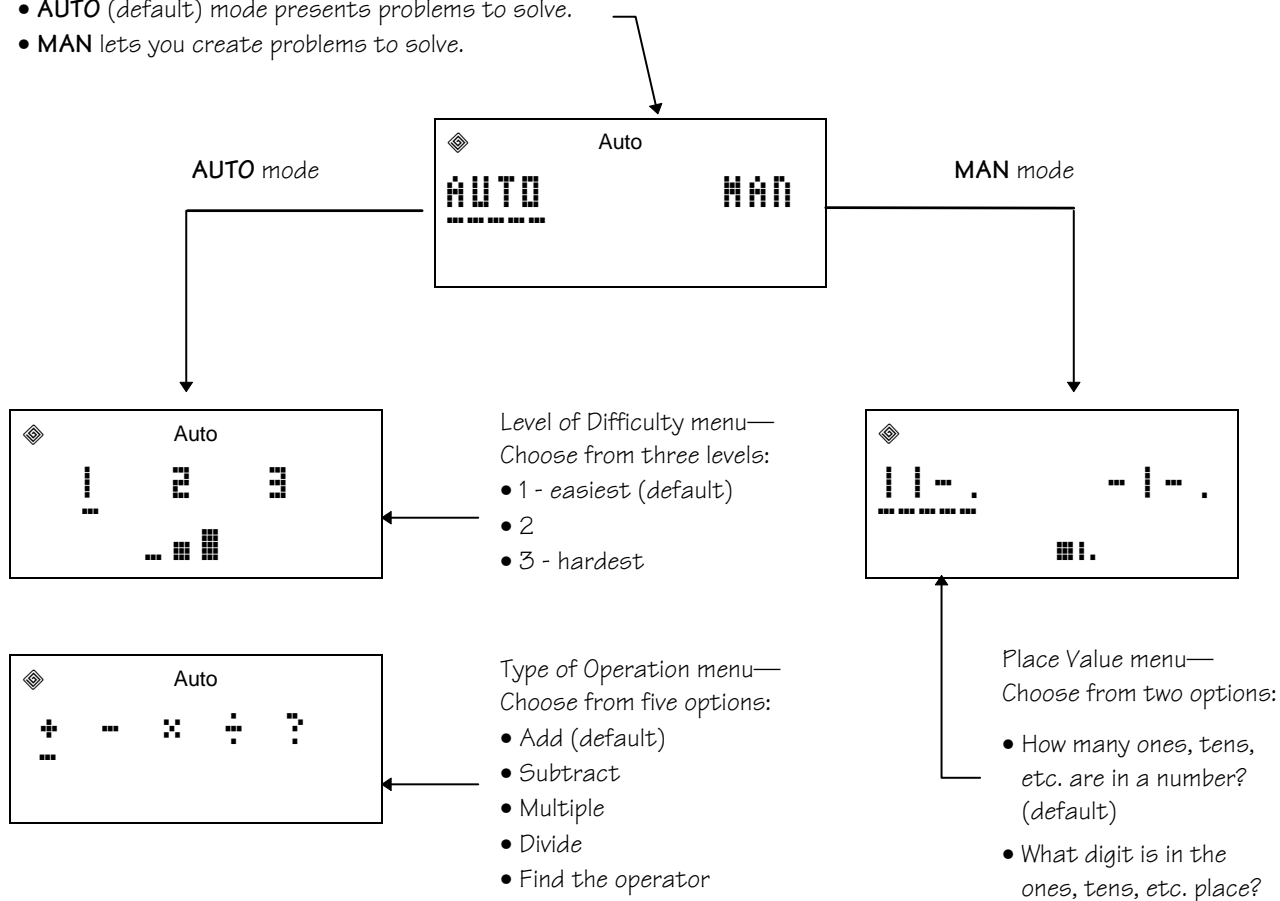 • AUTO (default) mode presents problems to solve.
• MAN lets you create problems to solve.
Auto
AUTO MAN
AUTO mode
MAN mode
Auto
1 2 3
Level of Difficulty menu—
Choose from three levels:
• 1 - easiest (default)
• 2
• 3 - hardest
11-. -1-.
Auto
+ - × ÷ ?
Type of Operation menu—
Choose from five options:
• Add (default)
• Subtract
• Multiple
• Divide
• Find the operator
Place Value menu—
Choose from two options:
• How many ones, tens,
etc. are in a number?
(default)
• What digit is in the
ones, tens, etc. place?